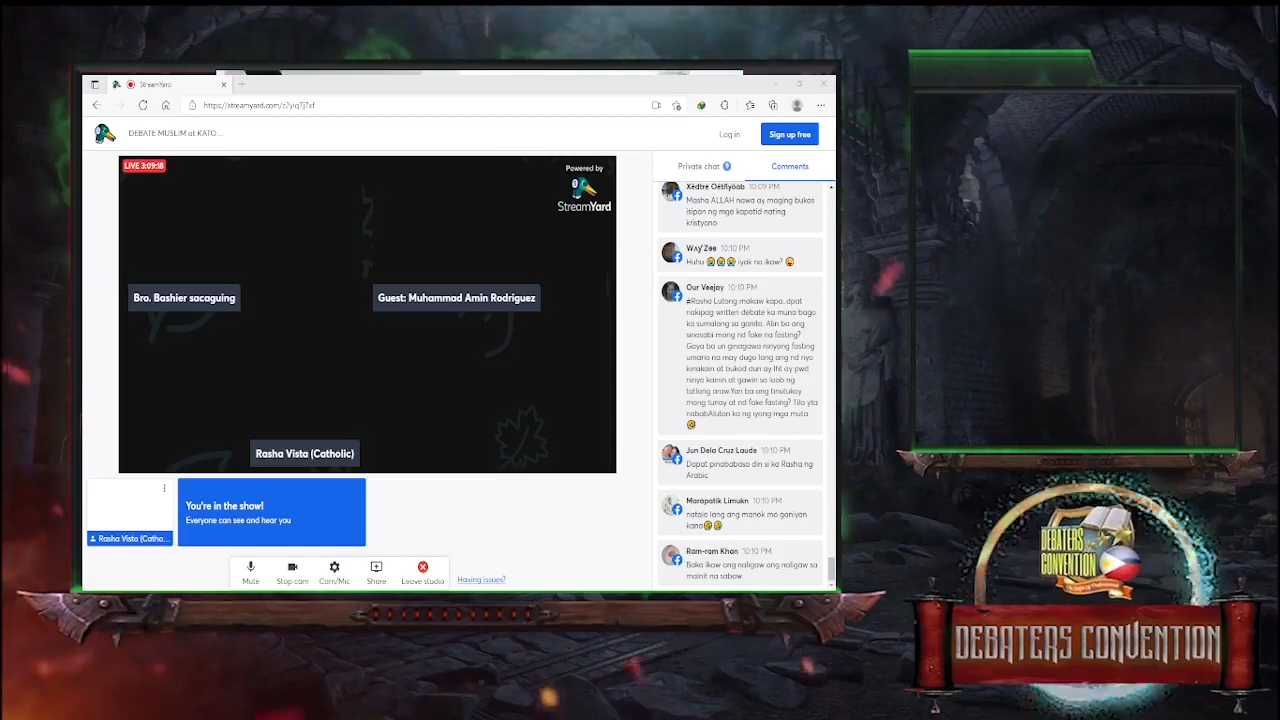 StreamYard
https://streamyard.com/z2yiq7j7xf
DEBATE MUSLIM at KATO...
Log in
Sign up free
LIVE 3:09:18
Powered by
StreamYard
Bro. Bashier sacaguing
Guest: Muhammad Amin Rodriguez
Rasha Vista (Catholic)
Rasha Vista (Catho...
You're in the show!
Everyone can see and hear you
Mute
Stop cam
Cam/Mic
Share
Leave studio
Having issues?
Private chat
Comments
10:09 PM
Masha ALLAH nowa ay maging bukas
isipan ng mga kapatid nating
kristyano
Wʌy'Zɘɘ 10:10 PM
Huhu 😭😭😭 iyak na ikaw? 😄
Our Veejay 10:10 PM
#Rasha Lutong makaw kapa..dpat
nakipag written debate ka muna bago
ka sumalang sa ganito. Alin ba ang
sinasabi mong nd fake na fasting?
Gaya ba un ginagawa ninyong fasting
umano na may dugo lang ang nd nyo
kinakain at bukod dun ay lht ay pwd
ninyo kainin at gawin sa loob ng
tatlong araw.Yan ba ang tinutukoy
mong tunay at nd fake fasting? Tila yta
nababAlutan ka ng iyong mga muta
Jun Dela Cruz Laude 10:10 PM
Dapat pinababasa din si ka Rasha ng
Arabic
Marapatik Limukn 10:10 PM
natalo lang ang manok mo ganiyan
kana
Ram-ram Khan 10:10 PM
Baka ikaw ang naligaw ang naligaw sa
mainit na sabaw
DEBATERS
CONVENTION
DEBATERS CONVENTION